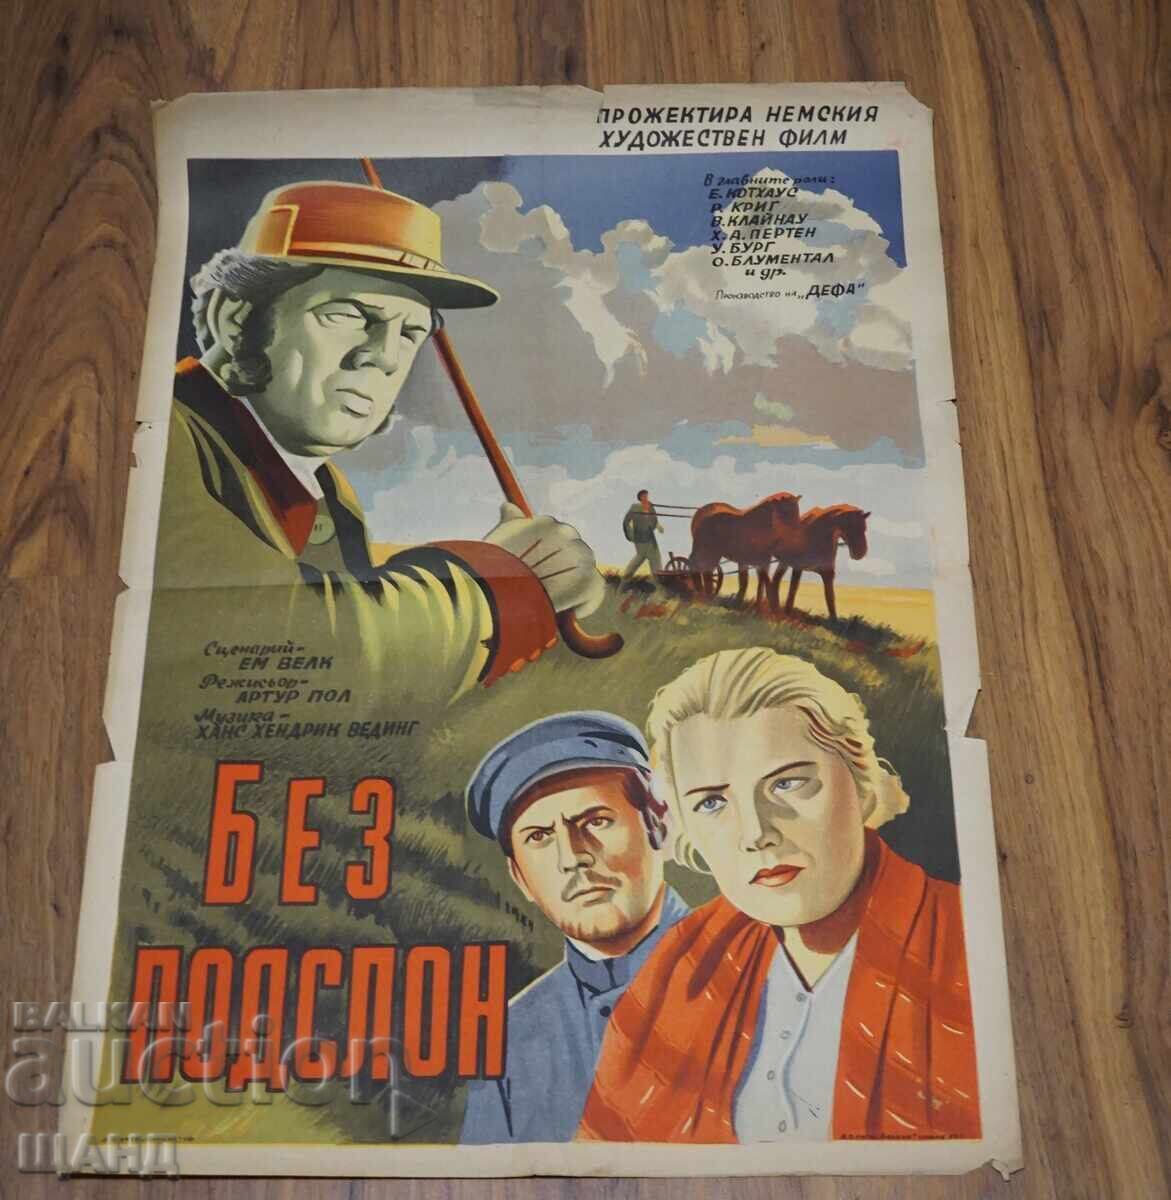 ПРОЖЕКТИРА НЕМСКИЯ
ХУДОЖЕСТВЕН ФИЛМ
В главните роли:
Е. КОТХАУС
Р. КРИГ
В. КЛАЙНАУ
Х. А. ПЕРТЕН
У. БУРГ
О. БЛУМЕНТАЛ
и др.
Производство на „ДЕФА"
Сценарий-
ЕМ ВЕЛК
Режисьор-
АРТУР ПОЛ
Музика-
ХАНС ХЕНДРИК ВЕДИНГ
БЕЗ
ПОДСЛОН
BALKAN
auction
ЩАНД